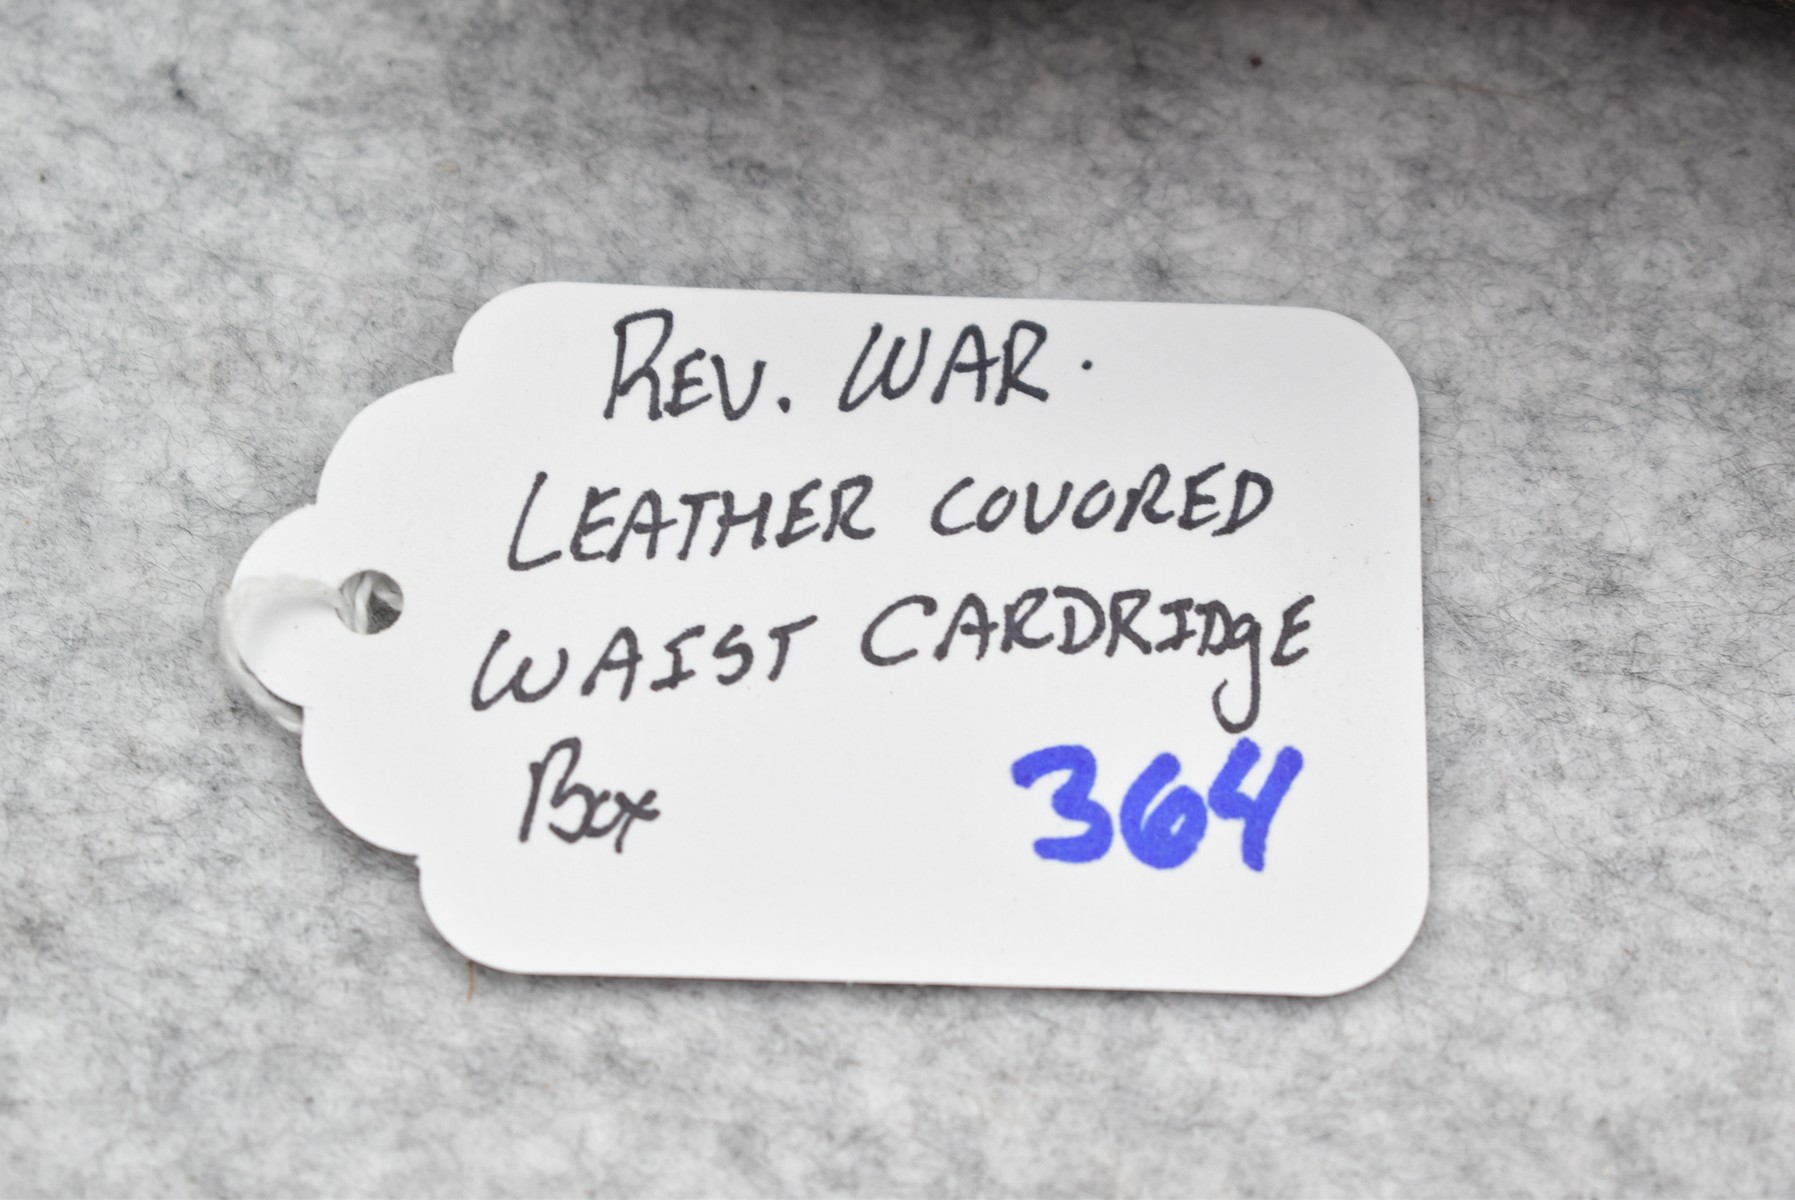 REV. WAR.
LEATHER COVORED
WAIST CARDRIDgE
Box 364